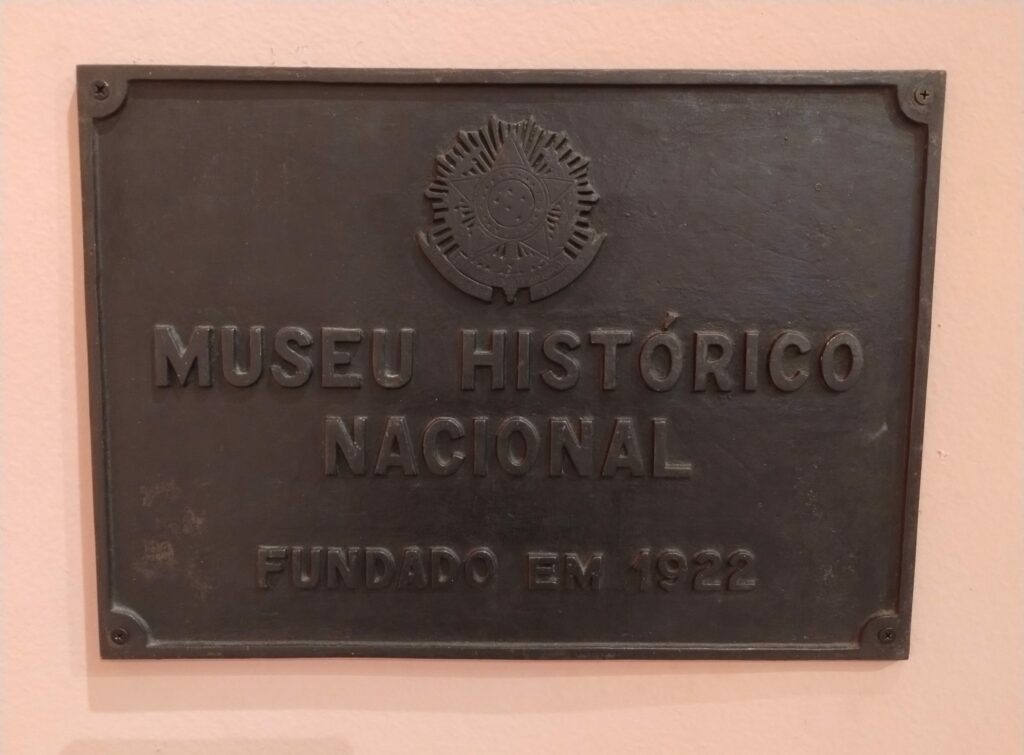 MUSEU HISTÓRICO
NACIONAL
FUNDADO EM 1922